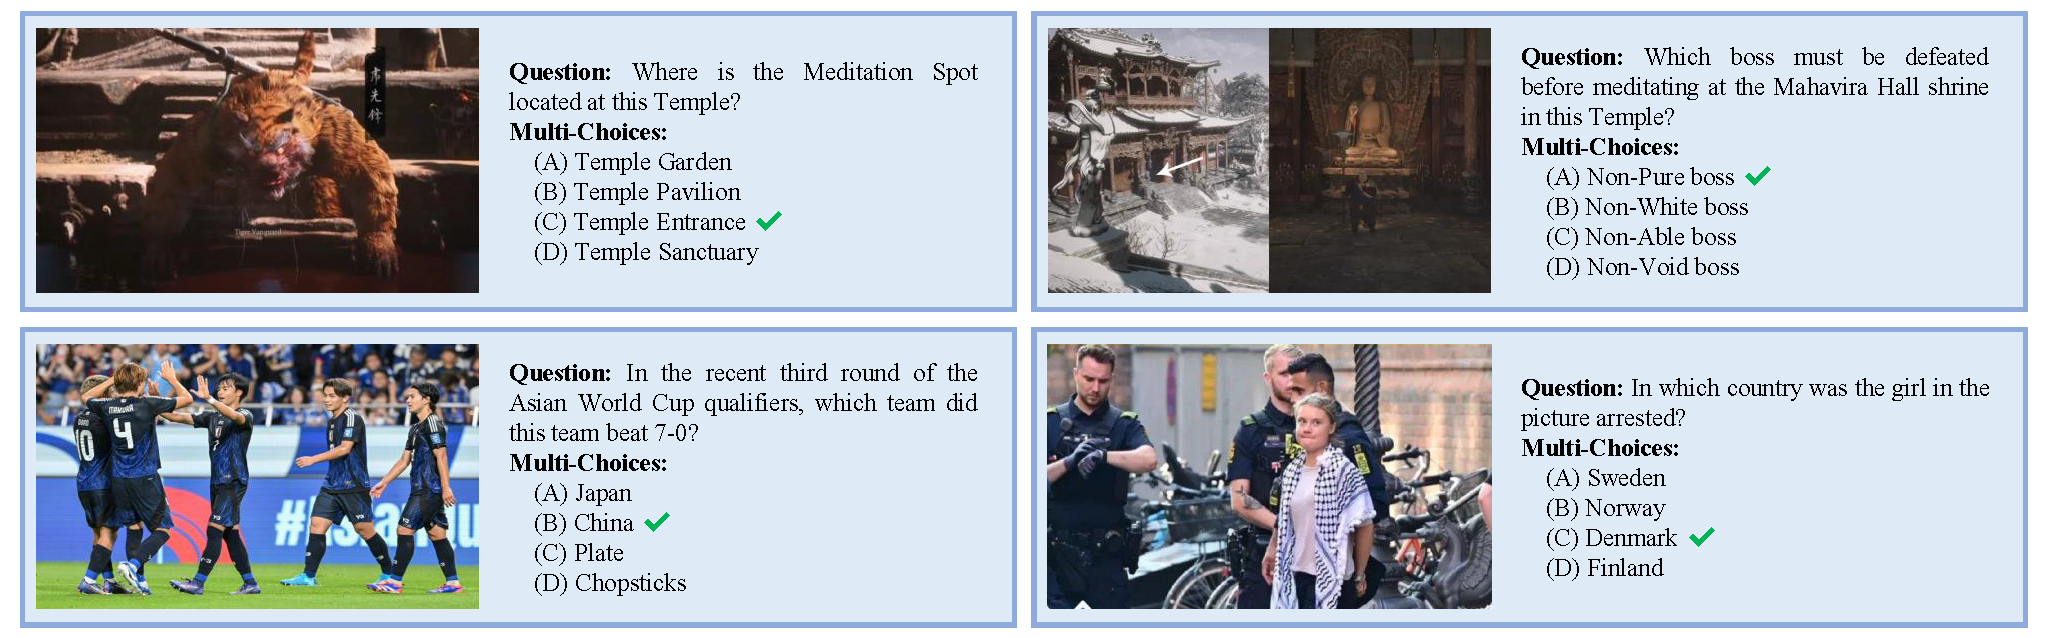 Question: Where is the Meditation Spot
located at this Temple?
Multi-Choices:
(A) Temple Garden
(B) Temple Pavilion
(C) Temple Entrance
(D) Temple Sanctuary
虎先锋
Tiger Vanguard
Question: Which boss must be defeated
before meditating at the Mahavira Hall shrine
in this Temple?
Multi-Choices:
(A) Non-Pure boss
(B) Non-White boss
(C) Non-Able boss
(D) Non-Void boss
Question: In the recent third round of the
Asian World Cup qualifiers, which team did
this team beat 7-0?
Multi-Choices:
(A) Japan
(B) China
(C) Plate
(D) Chopsticks
10
ITAKURA
4
Question: In which country was the girl in the
picture arrested?
Multi-Choices:
(A) Sweden
(B) Norway
(C) Denmark
(D) Finland